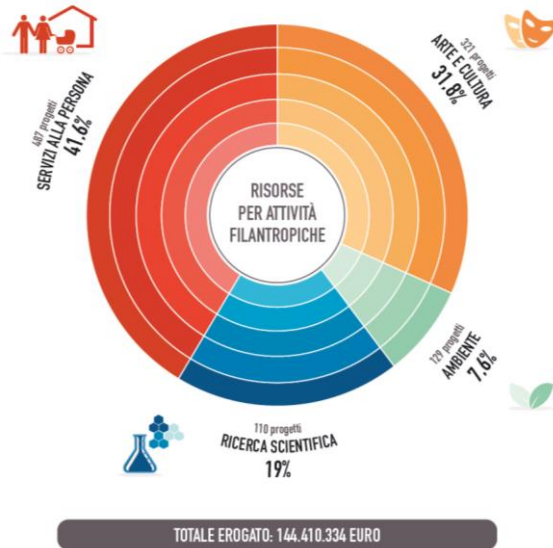 321 progetti
ARTE E CULTURA
31.8%
487 progetti
SERVIZI ALLA PERSONA
41.6%
RISORSE
PER ATTIVITÀ
FILANTROPICHE
129 progetti
AMBIENTE
7.6%
110 progetti
RICERCA SCIENTIFICA
19%
TOTALE EROGATO: 144.410.334 EURO